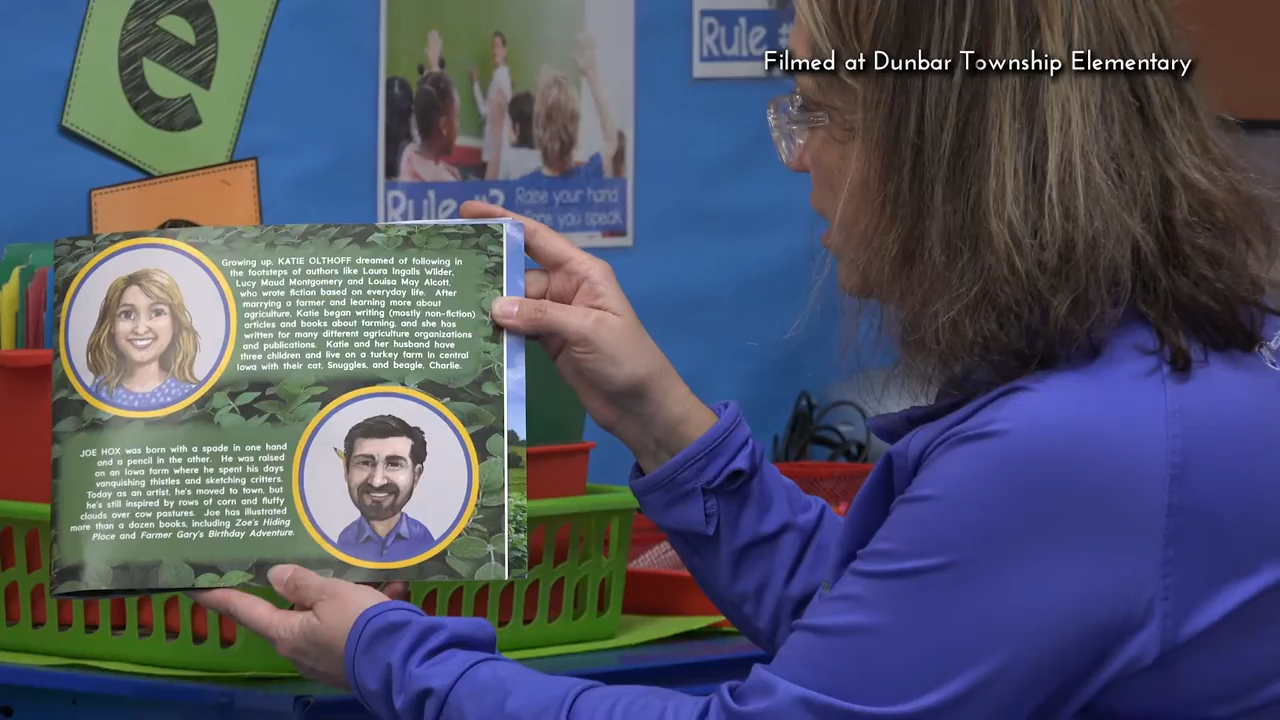 e
Rule #
Filmed at Dunbar Township Elementary
Rule #2 Raise your hand
you speak
Growing up, KATIE OLTHOFF dreamed of following in
the footsteps of authors like Laura Ingalls Wilder,
Lucy Maud Montgomery and Louisa May Alcott,
who wrote fiction based on everyday life. After
marrying a farmer and learning more about
agriculture, Katie began writing (mostly non-fiction)
articles and books about farming, and she has
written for many different agriculture organizations
and publications. Katie and her husband have
three children and live on a turkey farm in central
Iowa with their cat, Snuggles, and beagle, Charlie.
JOE HOX was born with a spade in one hand
and a pencil in the other. He was raised
on an Iowa farm where he spent his days
vanquishing thistles and sketching critters.
Today as an artist, he's moved to town, but
he's still inspired by rows of corn and fluffy
clouds over cow pastures. Joe has illustrated
more than a dozen books, including Zoe's Hiding
Place and Farmer Gary's Birthday Adventure.